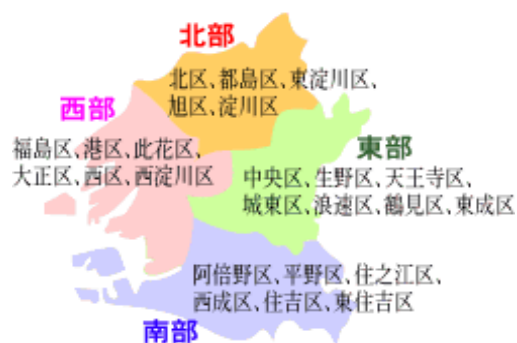 北部
北区、都島区、東淀川区、
旭区、淀川区
西部
福島区、港区、此花区、
大正区、西区、西淀川区
東部
中央区、生野区、天王寺区、
城東区、浪速区、鶴見区、東成区
阿倍野区、平野区、住之江区、
西成区、住吉区、東住吉区
南部